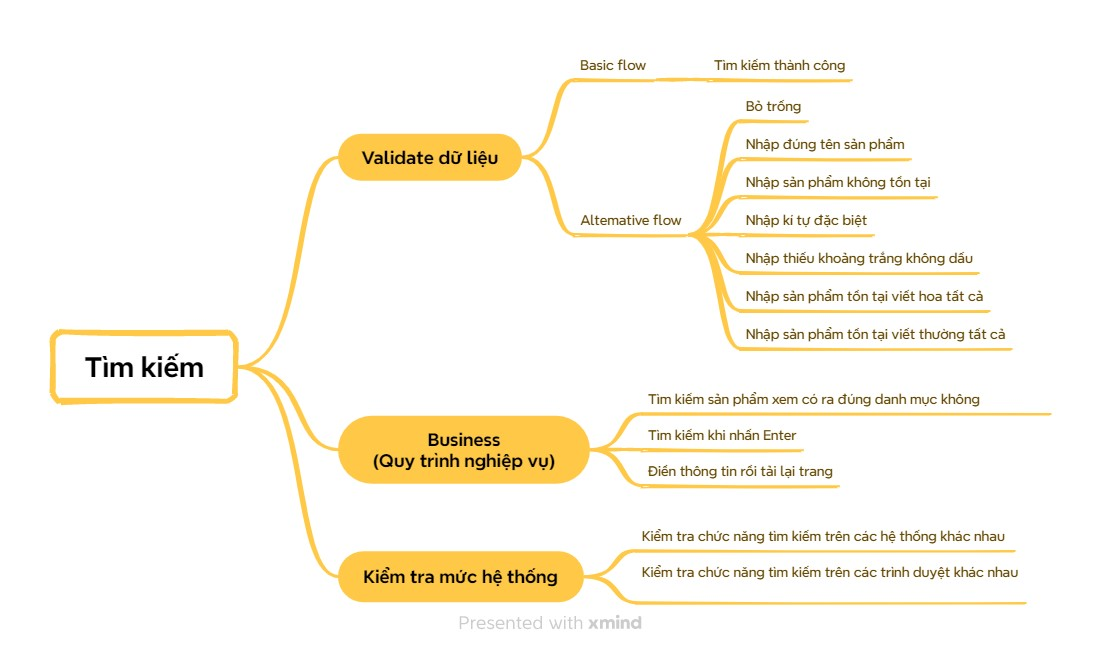 Tìm kiếm
Validate dữ liệu
Basic flow
Tìm kiếm thành công
Altemative flow
Bỏ trống
Nhập đúng tên sản phẩm
Nhập sản phẩm không tồn tại
Nhập kí tự đặc biệt
Nhập thiếu khoảng trắng không dấu
Nhập sản phẩm tồn tại viết hoa tất cả
Nhập sản phẩm tồn tại viết thường tất cả
Business
(Quy trình nghiệp vụ)
Tìm kiếm sản phẩm xem có ra đúng danh mục không
Tìm kiếm khi nhấn Enter
Điền thông tin rồi tải lại trang
Kiểm tra mức hệ thống
Kiểm tra chức năng tìm kiếm trên các hệ thống khác nhau
Kiểm tra chức năng tìm kiếm trên các trình duyệt khác nhau
Presented with xmind